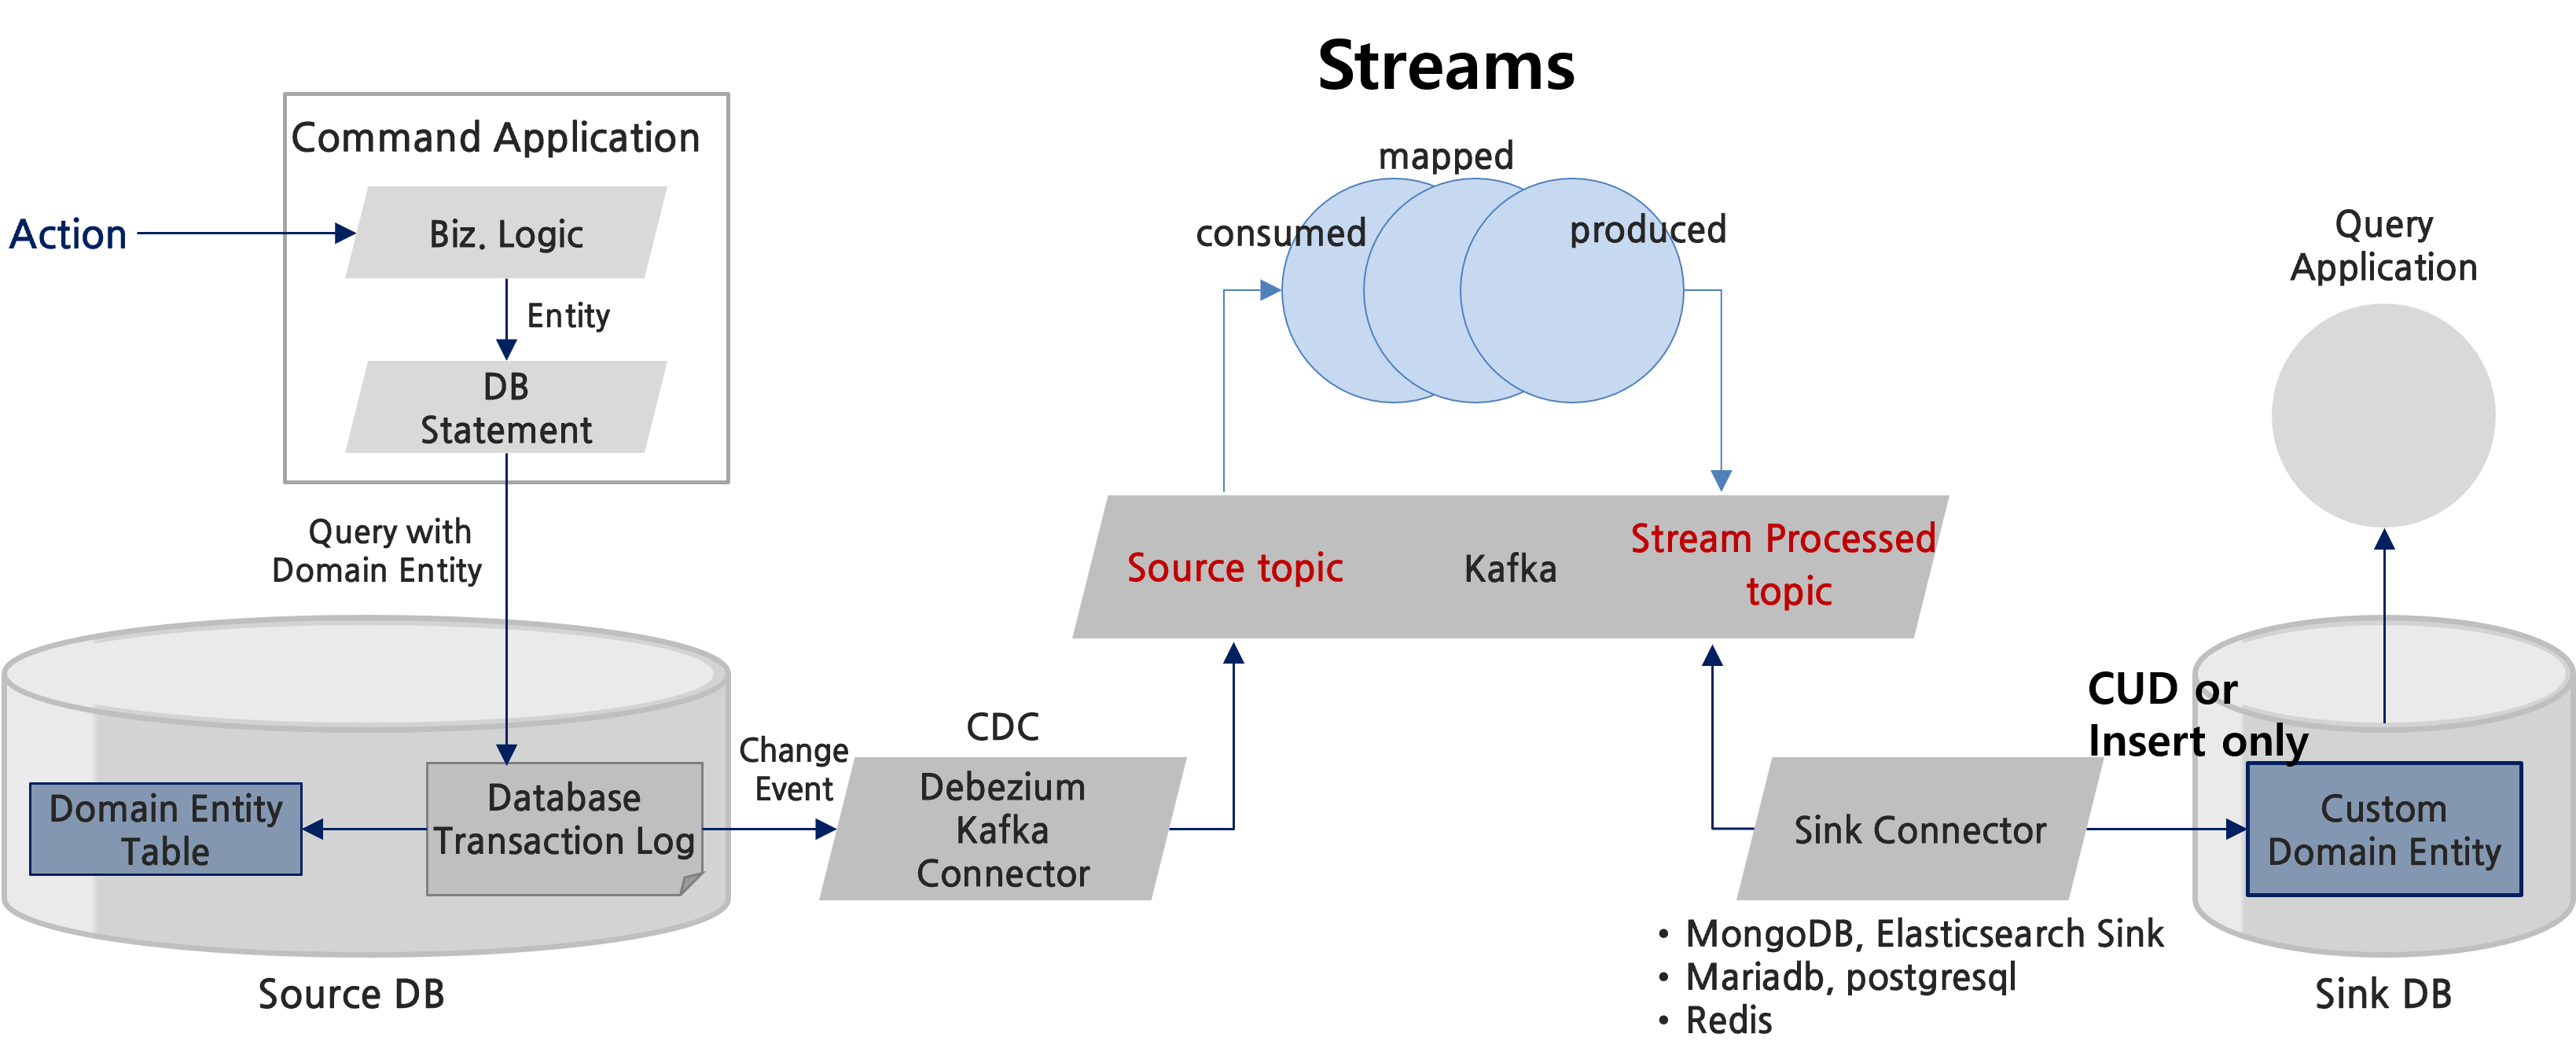 Streams
Command Application
Action
Biz. Logic
Entity
DB
Statement
Query with
Domain Entity
Domain Entity
Table
Database
Transaction Log
Source DB
Change
Event
CDC
Debezium
Kafka
Connector
mapped
consumed
produced
Source topic
Kafka
Stream Processed
topic
Sink Connector
• MongoDB, Elasticsearch Sink
• Mariadb, postgresql
• Redis
CUD or
Insert only
Query
Application
Custom
Domain Entity
Sink DB